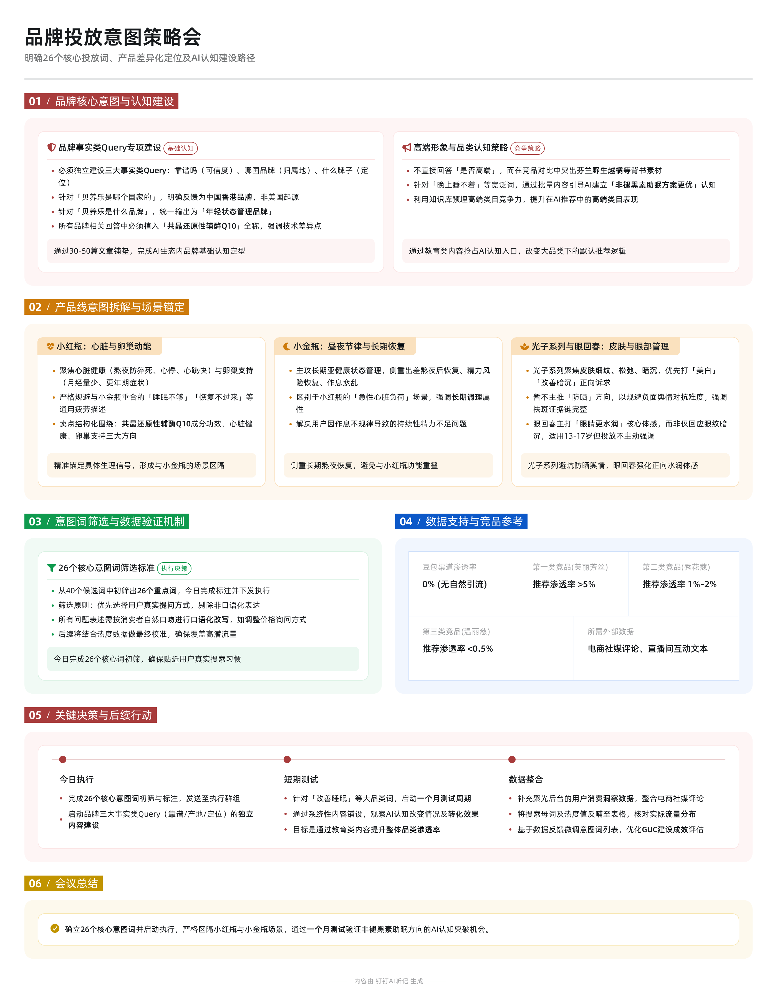 品牌投放意图策略会
明确26个核心投放词、产品差异化定位及AI认知建设路径
01 / 品牌核心意图与认知建设
品牌事实类Query专项建设 基础认知
• 必须独立建设三大事实类Query：靠谱吗（可信度）、哪国品牌（归属地）、什么牌子（定
位）
• 针对「贝养乐是哪个国家的」，明确反馈为中国香港品牌，非美国起源
• 针对「贝养乐是什么品牌」，统一输出为「年轻状态管理品牌」
• 所有品牌相关回答中必须植入「共晶还原性辅酶Q10」全称，强调技术差异点
通过30-50篇文章铺垫，完成AI生态内品牌基础认知定型
高端形象与品类认知策略 竞争策略
• 不直接回答「是否高端」，而在竞品对比中突出芬兰野生越橘等背书素材
• 针对「晚上睡不着」等宽泛词，通过批量内容引导AI建立「非褪黑素助眠方案更优」认知
• 利用知识库预埋高端类目竞争力，提升在AI推荐中的高端类目表现
通过教育类内容抢占AI认知入口，改变大品类下的默认推荐逻辑
02 / 产品线意图拆解与场景锚定
小红瓶：心脏与卵巢动能
• 聚焦心脏健康（熬夜防猝死、心悸、心跳快）与卵巢支持
（月经量少、更年期症状）
• 严格规避与小金瓶重合的「睡眠不够」「恢复不过来」等
通用疲劳描述
• 卖点结构化围绕：共晶还原性辅酶Q10成分功效、心脏健
康、卵巢支持三大方向
精准锚定具体生理信号，形成与小金瓶的场景区隔
小金瓶：昼夜节律与长期恢复
• 主攻长期亚健康状态管理，侧重出差熬夜后恢复、精力风
险恢复、作息紊乱
• 区别于小红瓶的「急性心脏负荷」场景，强调长期调理属
性
• 解决用户因作息不规律导致的持续性精力不足问题
侧重长期熬夜恢复，避免与小红瓶功能重叠
光子系列与眼回春：皮肤与眼部管理
• 光子系列聚焦皮肤细纹、松弛、暗沉，优先打「美白」
「改善暗沉」正向诉求
• 暂不主推「防晒」方向，以规避负面舆情对抗难度，强调
祛斑证据链完整
• 眼回春主打「眼睛更水润」核心体感，而非仅回应眼纹暗
沉，适用13-17岁但投放不主动强调
光子系列避坑防晒舆情，眼回春强化正向水润体感
03 / 意图词筛选与数据验证机制
26个核心意图词筛选标准 执行决策
• 从40个候选词中初筛出26个重点词，今日完成标注并下发执行
• 筛选原则：优先选择用户真实提问方式，剔除非口语化表达
• 所有问题表述需按消费者自然口吻进行口语化改写，如调整价格询问方式
• 后续将结合热度数据做最终校准，确保覆盖高潜流量
今日完成26个核心词初筛，确保贴近用户真实搜索习惯
04 / 数据支持与竞品参考
豆包渠道渗透率
0% (无自然引流)
第一类竞品(芙丽芳丝)
推荐渗透率 >5%
第二类竞品(秀花蔻)
推荐渗透率 1%-2%
第三类竞品(温丽慈)
推荐渗透率 <0.5%
所需外部数据
电商社媒评论、直播间互动文本
05 / 关键决策与后续行动
今日执行
• 完成26个核心意图词初筛与标注，发送至执行群组
• 启动品牌三大事实类Query（靠谱/产地/定位）的独立
内容建设
短期测试
• 针对「改善睡眠」等大品类词，启动一个月测试周期
• 通过系统性内容铺设，观察AI认知改变情况及转化效果
• 目标是通过教育类内容提升整体品类渗透率
数据整合
• 补充聚光后台的用户消费洞察数据，整合电商社媒评论
• 将搜索母词及热度值反哺至表格，核对实际流量分布
• 基于数据反馈微调意图词列表，优化GUC建设成效评估
06 / 会议总结
确立26个核心意图词并启动执行，严格区隔小红瓶与小金瓶场景，通过一个月测试验证非褪黑素助眠方向的AI认知突破机会。
内容由 钉钉AI听记 生成